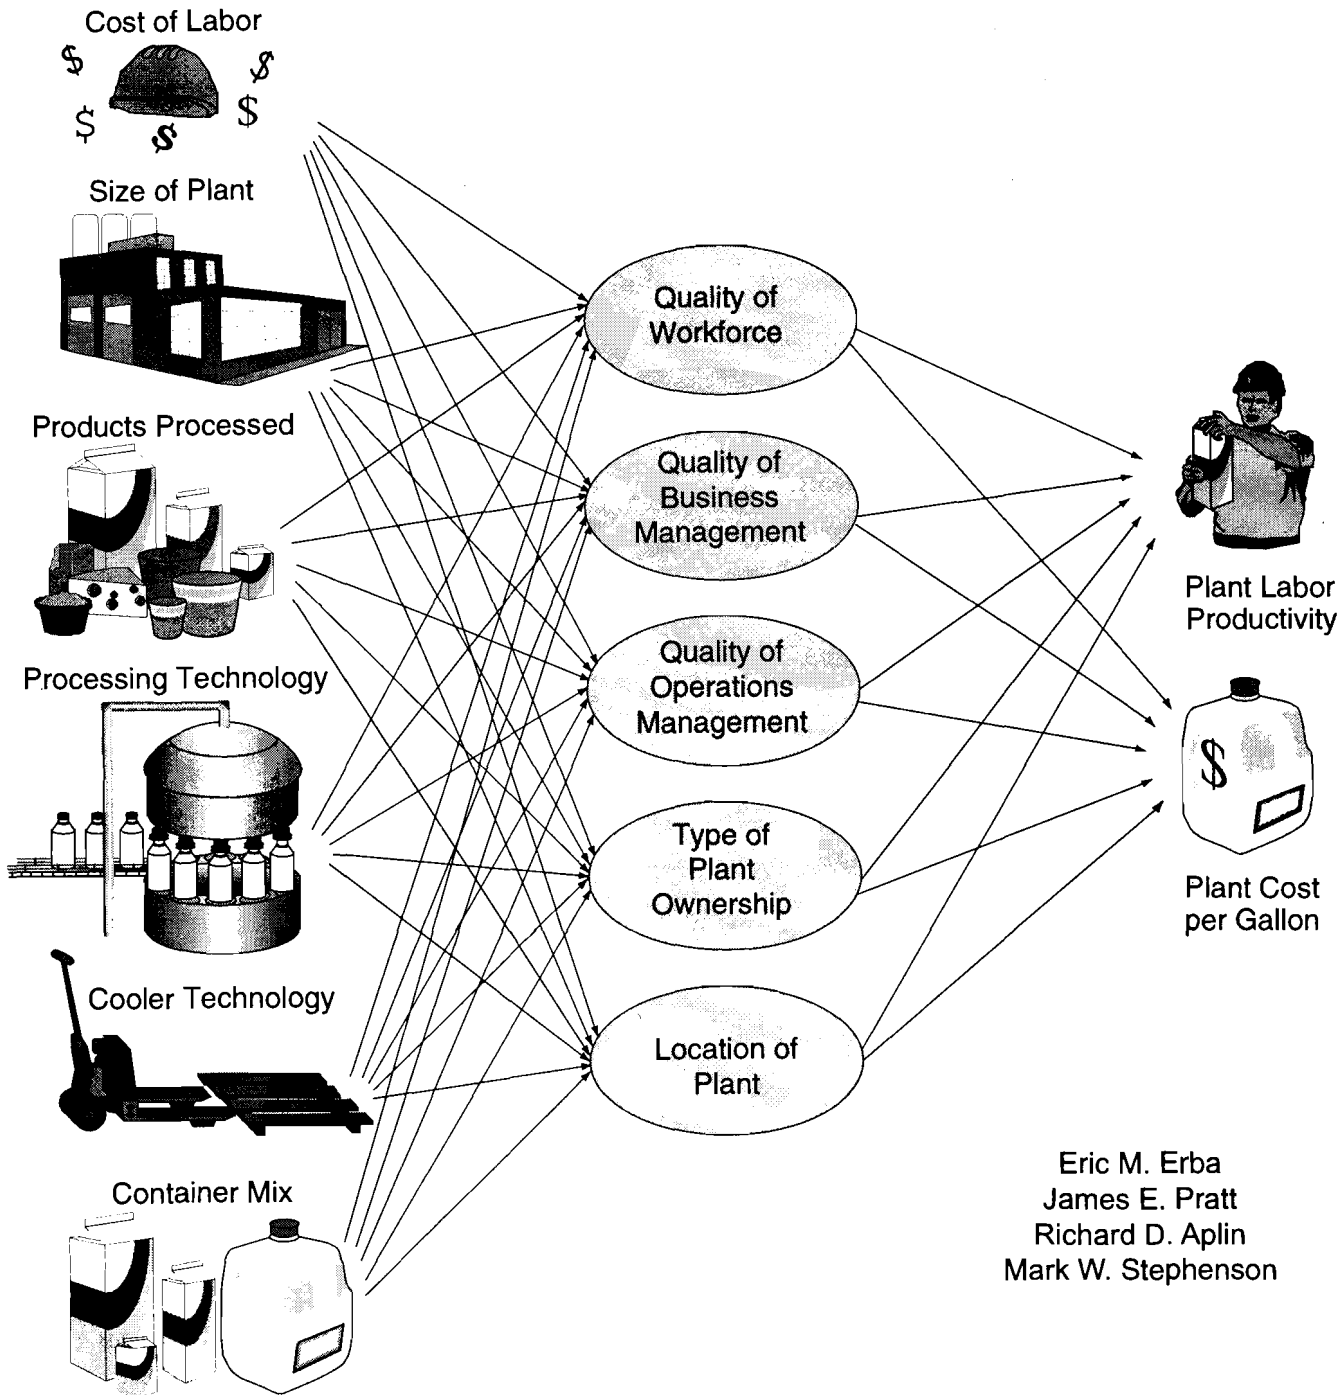 Cost of Labor
$ $ $ $ $
Size of Plant
Products Processed
Processing Technology
Cooler Technology
Container Mix
Quality of
Workforce
Quality of
Business
Management
Quality of
Operations
Management
Type of
Plant
Ownership
Location of
Plant
Plant Labor
Productivity
$
Plant Cost
per Gallon
Eric M. Erba
James E. Pratt
Richard D. Aplin
Mark W. Stephenson